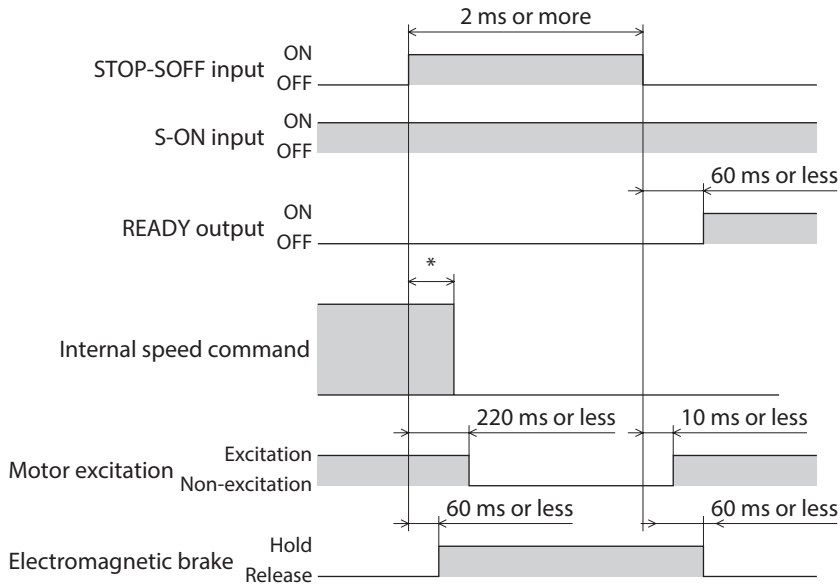 2 ms or more
STOP-SOFF input
ON
OFF
S-ON input
ON
OFF
60 ms or less
READY output
ON
OFF
*
Internal speed command
220 ms or less
10 ms or less
Motor excitation
Excitation
Non-excitation
60 ms or less
60 ms or less
Electromagnetic brake
Hold
Release